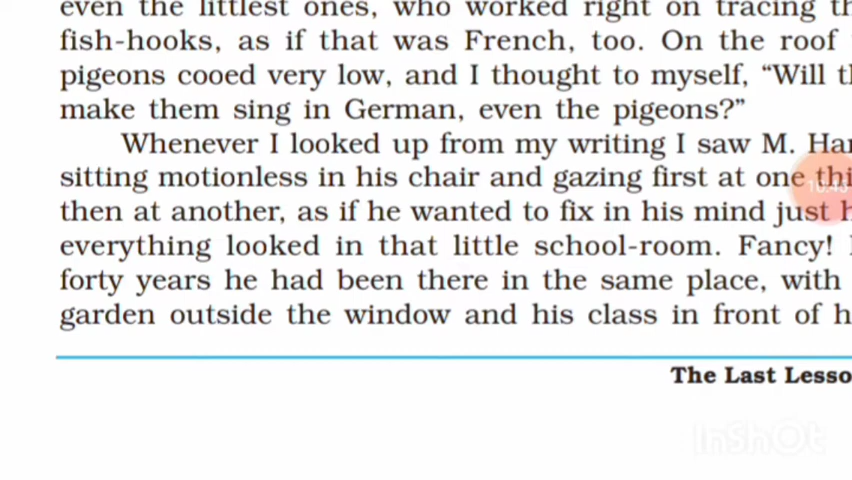 even the littlest ones, who worked right on tracing
fish-hooks, as if that was French, too. On the roof
pigeons cooed very low, and I thought to myself, “Will
make them sing in German, even the pigeons?”
Whenever I looked up from my writing I saw M.
sitting motionless in his chair and gazing first at one
then at another, as if he wanted to fix in his mind just
everything looked in that little school-room. Fancy!
forty years he had been there in the same place, with
garden outside the window and his class in front of
The Last
InShOt